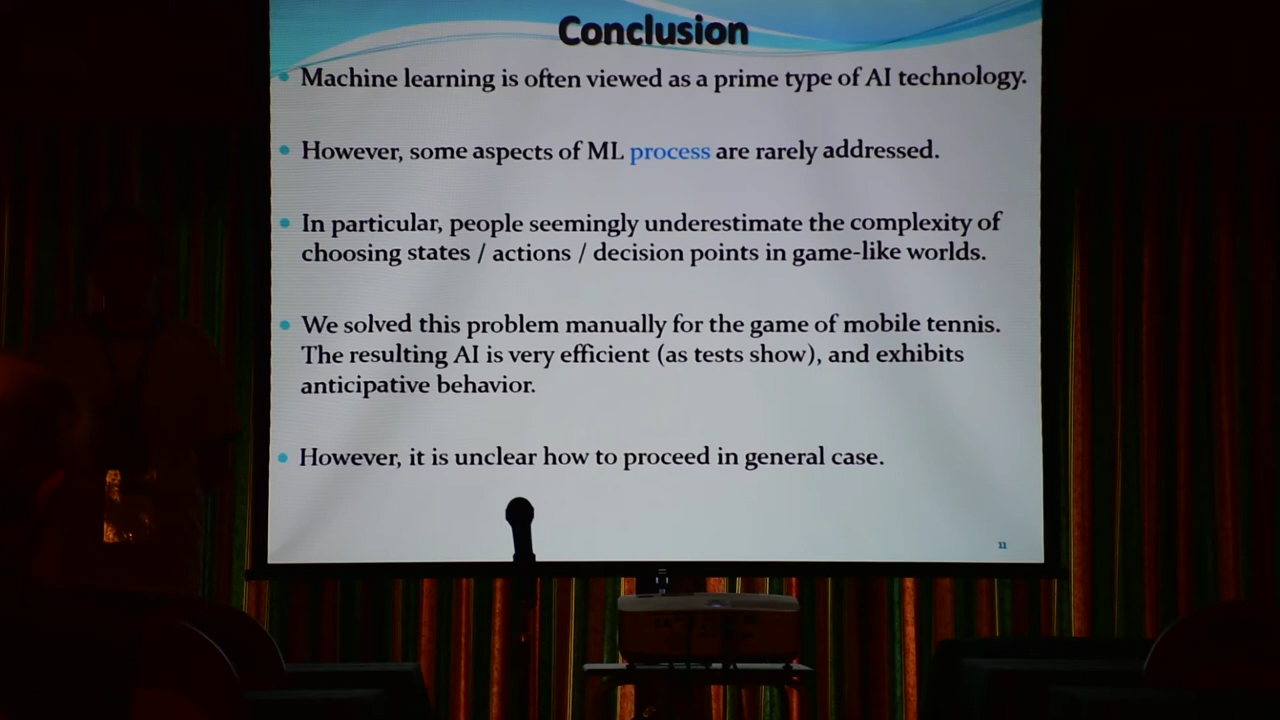 Conclusion
Machine learning is often viewed as a prime type of AI technology.
However, some aspects of ML process are rarely addressed.
In particular, people seemingly underestimate the complexity of
choosing states / actions / decision points in game-like worlds.
We solved this problem manually for the game of mobile tennis.
The resulting AI is very efficient (as tests show), and exhibits
anticipative behavior.
However, it is unclear how to proceed in general case.
11